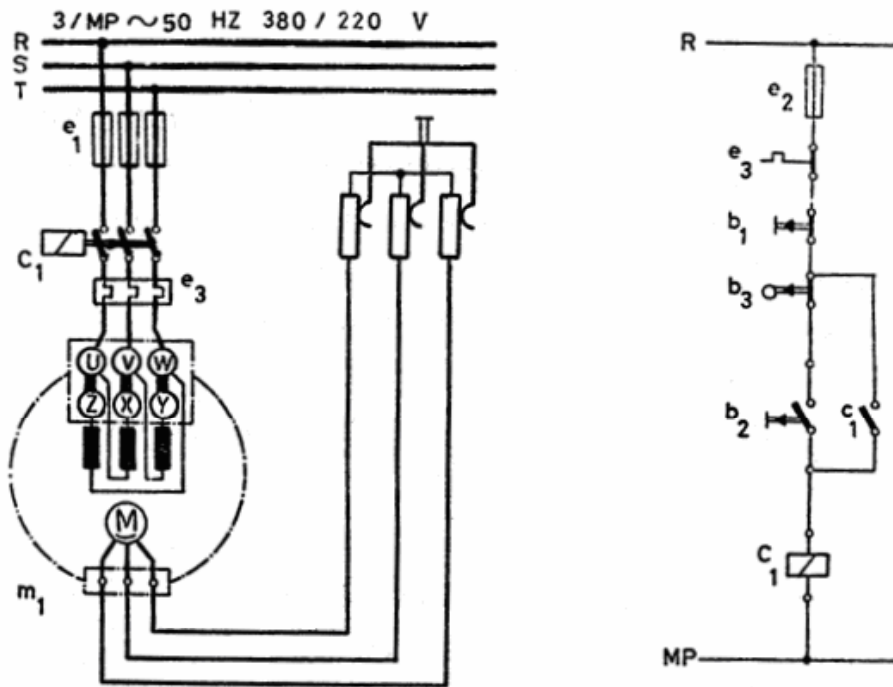 3/MP ~ 50 HZ 380 / 220 V
R
S
T
e1
C1
e3
U V W
Z X Y
M
m1
R
e2
e3
b1
b3
b2 c1
C1
MP